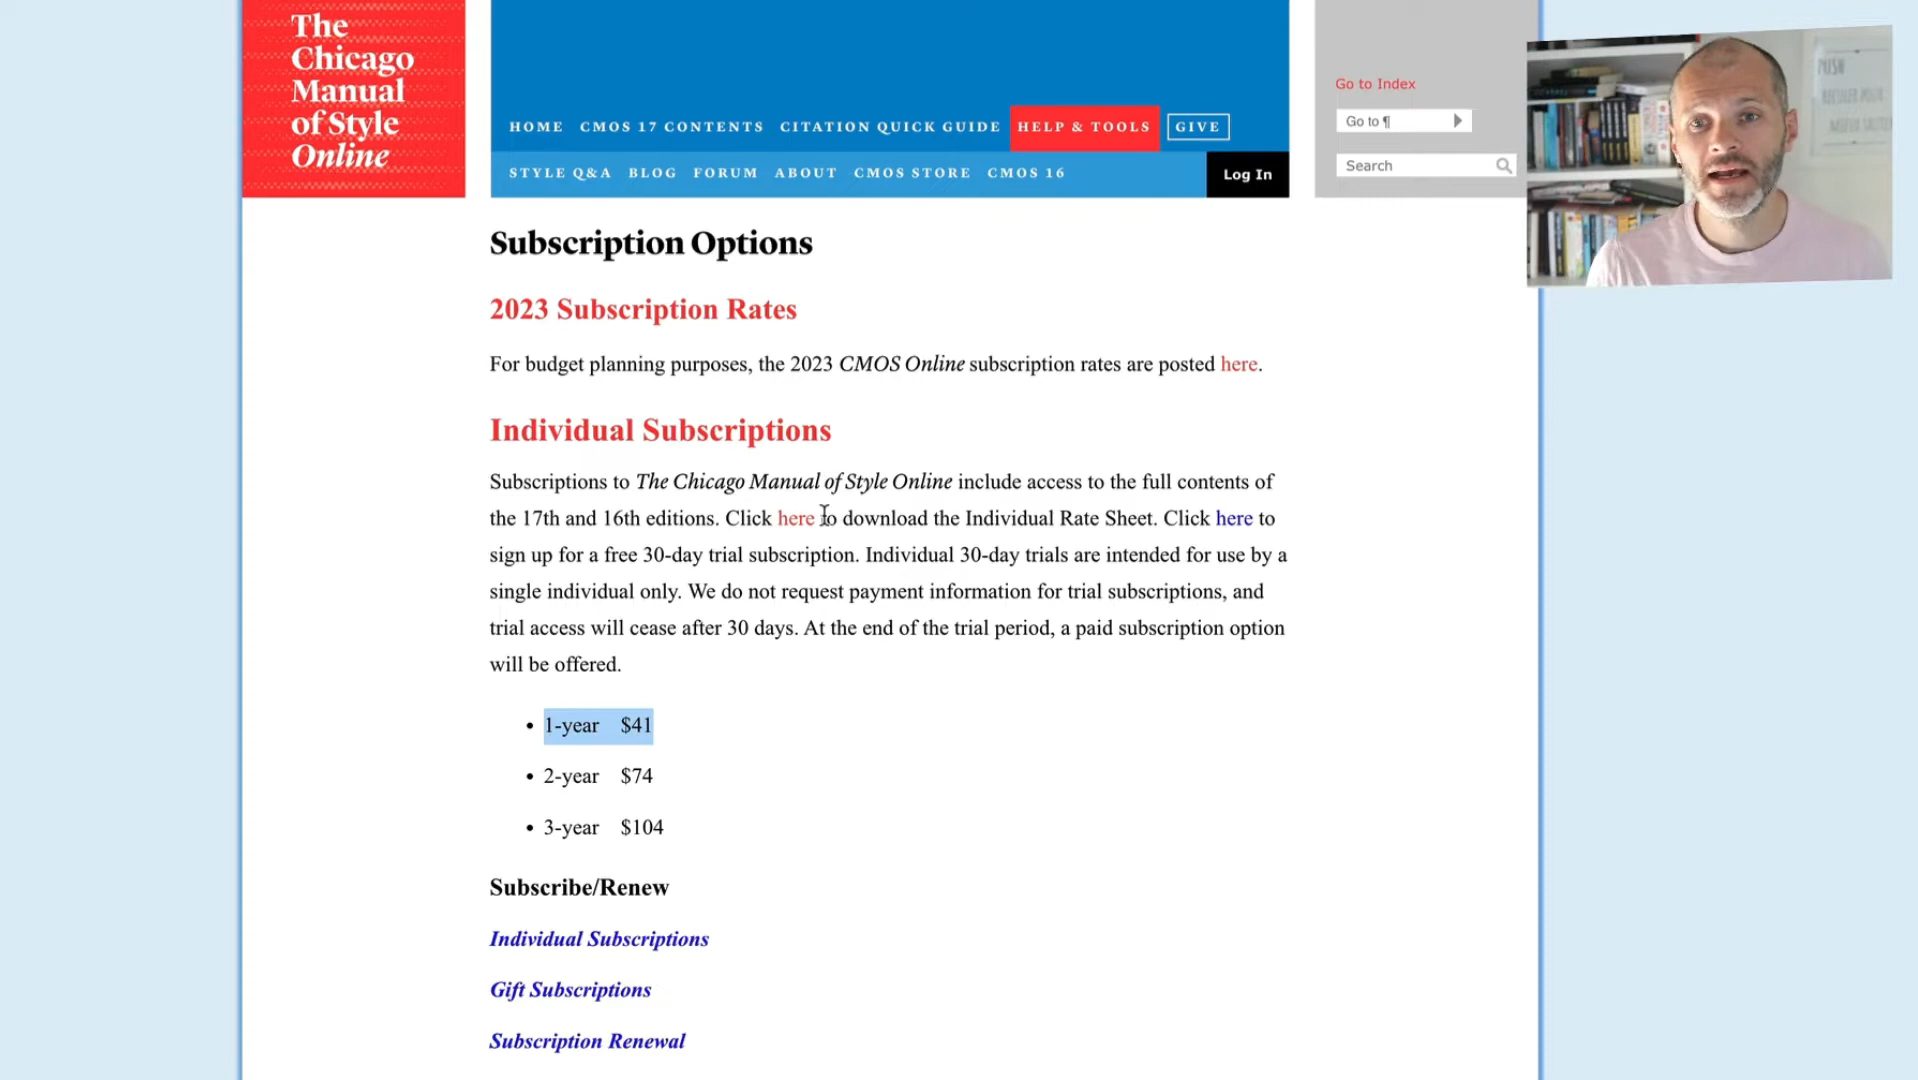 The
Chicago
Manual
of Style
Online
HOME CMOS 17 CONTENTS CITATION QUICK GUIDE HELP & TOOLS GIVE
STYLE Q&A BLOG FORUM ABOUT CMOS STORE CMOS 16
Log In
Go to Index
Go to ¶
Search
Subscription Options
2023 Subscription Rates
For budget planning purposes, the 2023 CMOS Online subscription rates are posted here.
Individual Subscriptions
Subscriptions to The Chicago Manual of Style Online include access to the full contents of
the 17th and 16th editions. Click here to download the Individual Rate Sheet. Click here to
sign up for a free 30-day trial subscription. Individual 30-day trials are intended for use by a
single individual only. We do not request payment information for trial subscriptions, and
trial access will cease after 30 days. At the end of the trial period, a paid subscription option
will be offered.
• 1-year $41
• 2-year $74
• 3-year $104
Subscribe/Renew
Individual Subscriptions
Gift Subscriptions
Subscription Renewal